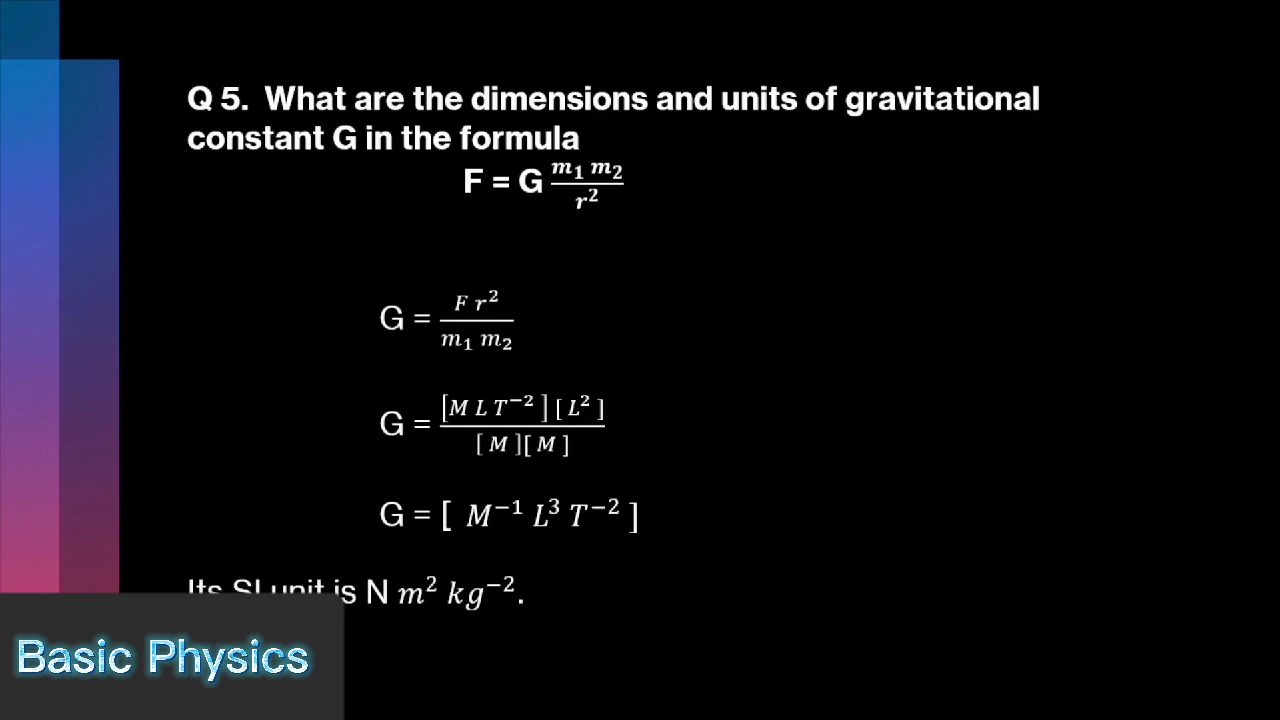 Q 5. What are the dimensions and units of gravitational
constant G in the formula
F = G m₁ m₂ / r²
G = F r² / m₁ m₂
G = [M L T⁻² ] [ L² ] / [ M ][ M ]
G = [ M⁻¹ L³ T⁻² ]
Its SI unit is N m² kg⁻².
Basic Physics